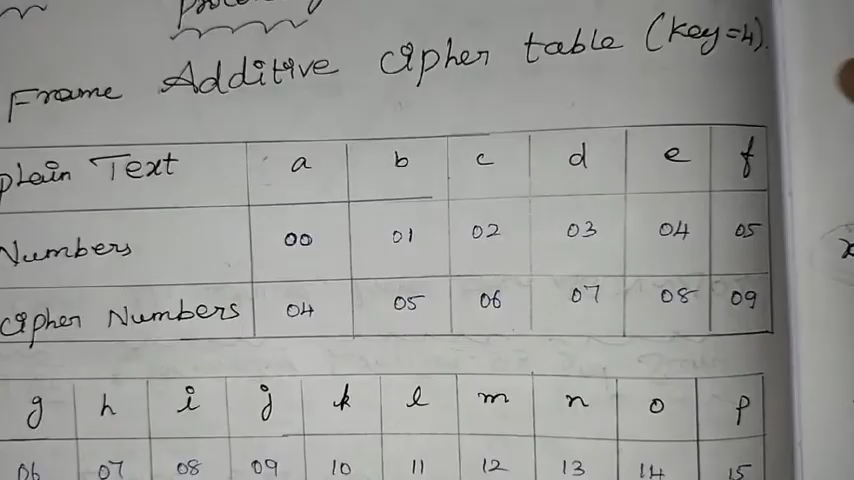 Frame Additive cipher table (key=4).
plain Text a b c d e f
Numbers 00 01 02 03 04 05
cipher Numbers 04 05 06 07 08 09
g h i j k l m n o p
06 07 08 09 10 11 12 13 14 15